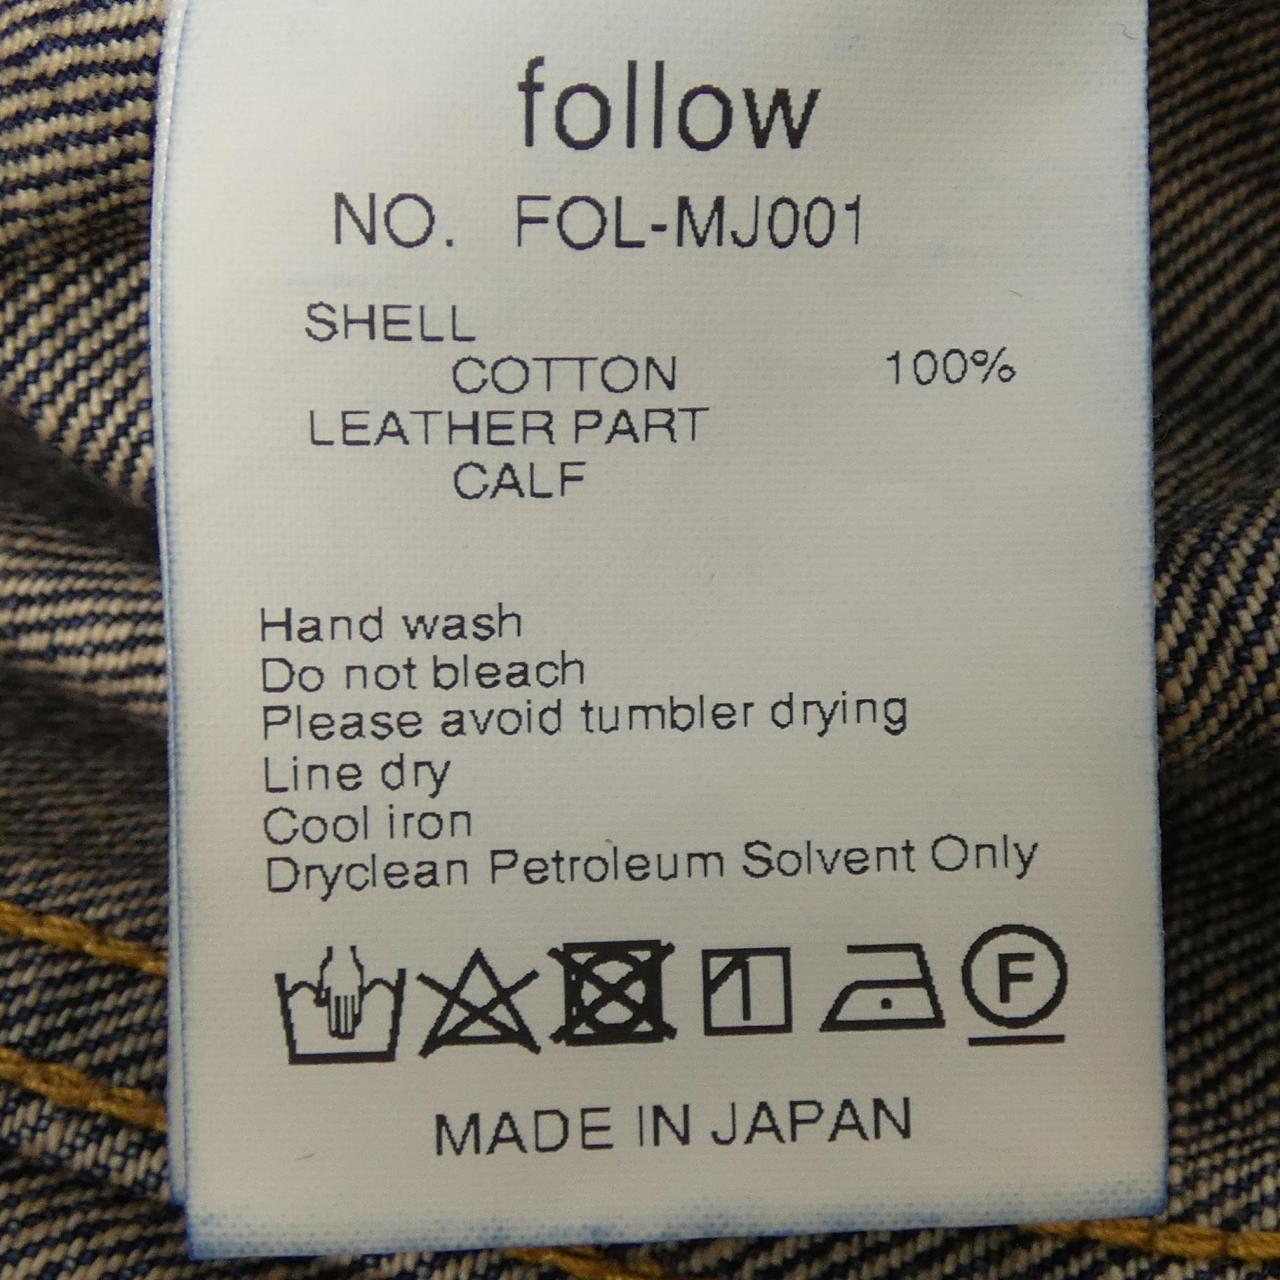 follow
NO. FOL-MJ001
SHELL
COTTON 100%
LEATHER PART
CALF
Hand wash
Do not bleach
Please avoid tumbler drying
Line dry
Cool iron
Dryclean Petroleum Solvent Only
F
MADE IN JAPAN